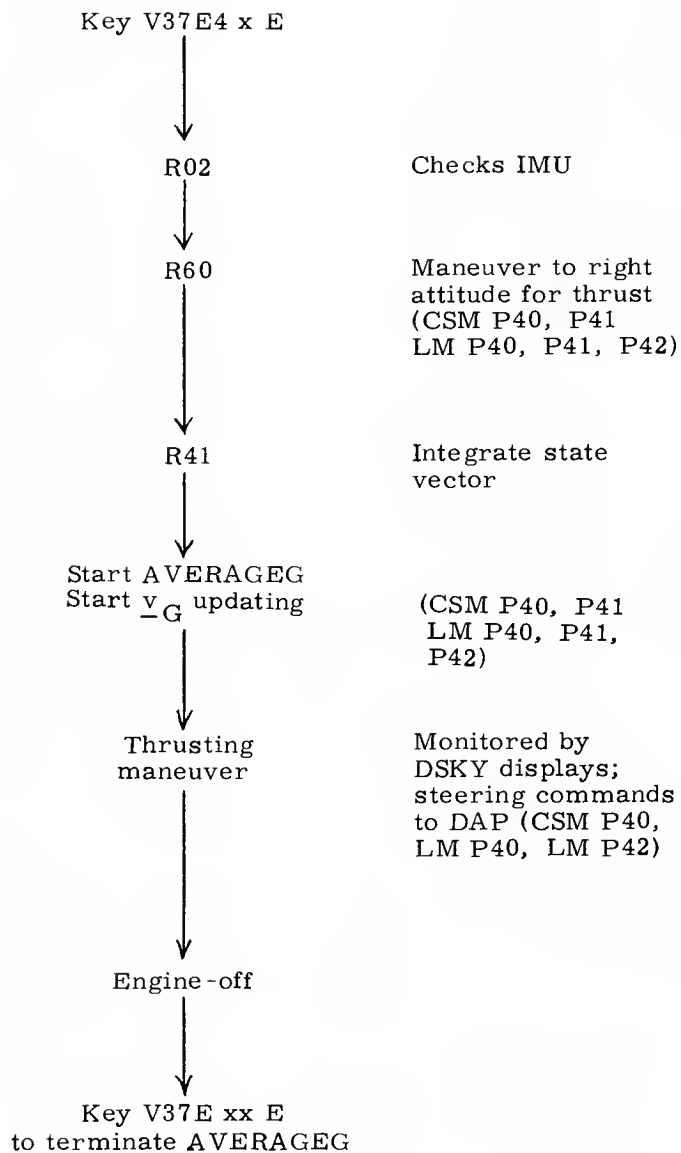 Key V37E4 x E
R02
Checks IMU
R60
Maneuver to right
attitude for thrust
(CSM P40, P41
LM P40, P41, P42)
R41
Integrate state
vector
Start AVERAGEG
Start v_G updating
(CSM P40, P41
LM P40, P41,
P42)
Thrusting
maneuver
Monitored by
DSKY displays;
steering commands
to DAP (CSM P40,
LM P40, LM P42)
Engine-off
Key V37E xx E
to terminate AVERAGEG